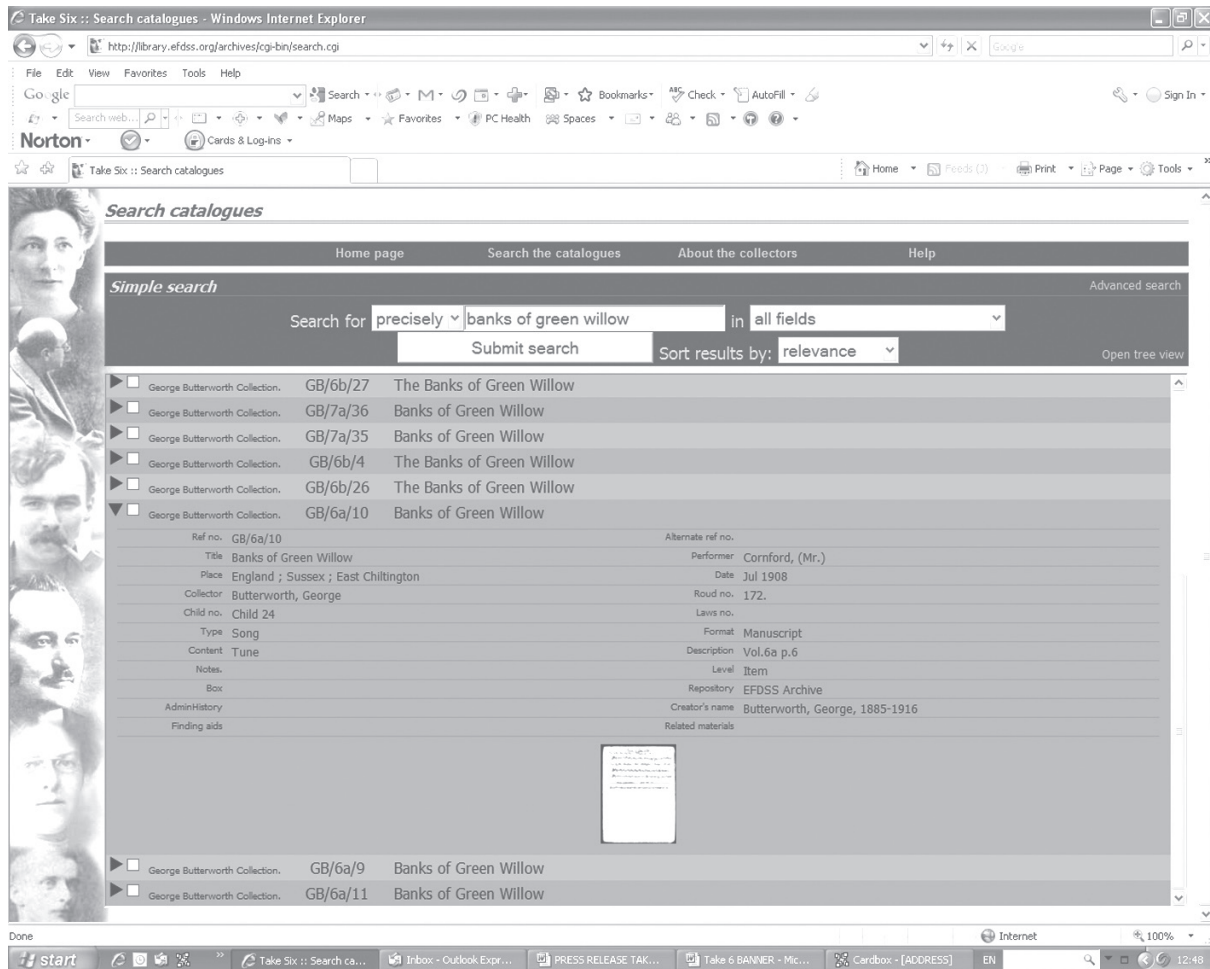 Take Six :: Search catalogues - Windows Internet Explorer
http://library.efdss.org/archives/cgi-bin/search.cgi Google
File Edit View Favorites Tools Help
Google Search Bookmarks ABC Check AutoFill Sign In
Search web... Maps Favorites PC Health Spaces
Norton Cards & Log-ins
Take Six :: Search catalogues Home Feeds (J) Print Page Tools
Search catalogues
Home page Search the catalogues About the collectors Help
Simple search Advanced search
Search for precisely banks of green willow in all fields
Submit search Sort results by: relevance Open tree view
George Butterworth Collection. GB/6b/27 The Banks of Green Willow
George Butterworth Collection. GB/7a/36 Banks of Green Willow
George Butterworth Collection. GB/7a/35 Banks of Green Willow
George Butterworth Collection. GB/6b/4 The Banks of Green Willow
George Butterworth Collection. GB/6b/26 The Banks of Green Willow
George Butterworth Collection. GB/6a/10 Banks of Green Willow
Ref no. GB/6a/10 Alternate ref no.
Title Banks of Green Willow Performer Cornford, (Mr.)
Place England ; Sussex ; East Chiltington Date Jul 1908
Collector Butterworth, George Roud no. 172.
Child no. Child 24 Laws no.
Type Song Format Manuscript
Content Tune Description Vol.6a p.6
Notes. Level Item
Box Repository EFDSS Archive
AdminHistory Creator's name Butterworth, George, 1885-1916
Finding aids Related materials
George Butterworth Collection. GB/6a/9 Banks of Green Willow
George Butterworth Collection. GB/6a/11 Banks of Green Willow
Done Internet 100%
start Take Six :: Search ca... Inbox - Outlook Expr... PRESS RELEASE TAK... Take 6 BANNER - Mic... Cardbox - [ADDRESS] EN 12:48